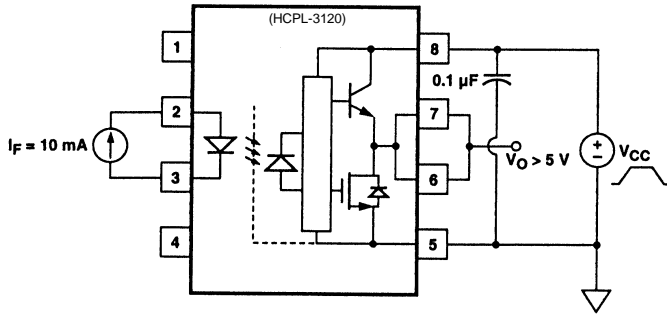 (HCPL-3120)
1
8
0.1 µF
2
7
I_F = 10 mA
V_O > 5 V
+
–
V_CC
3
6
4
5